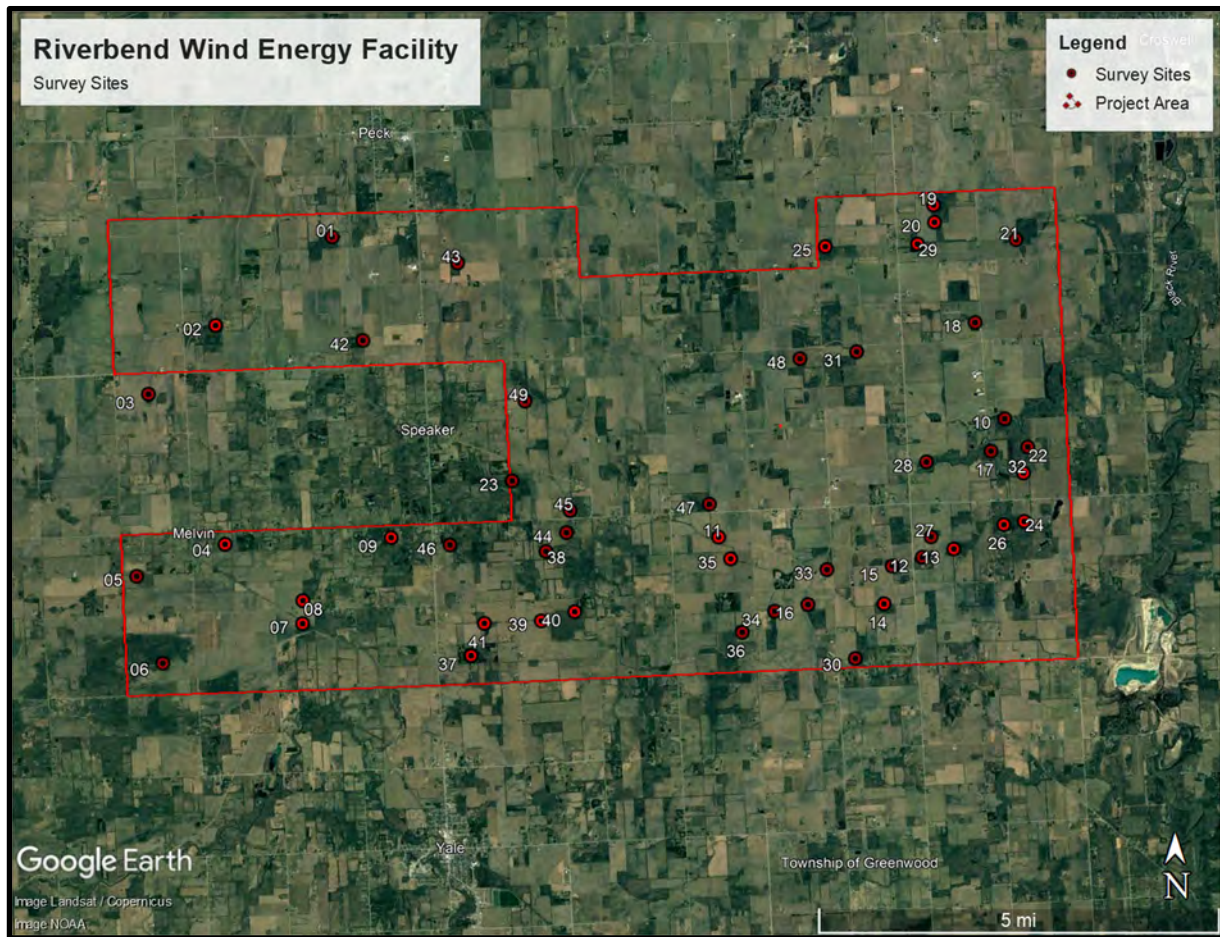 Riverbend Wind Energy Facility
Survey Sites
Legend
Croswell
Survey Sites
Project Area
Peck
19
20
29
21
01
25
43
02
18
42
48
31
03
49
10
Speaker
22
28
17
32
23
45
47
Melvin
04
09
46
44
38
11
27
24
26
35
33
15
12
13
05
08
07
39
40
34
16
14
41
36
06
37
30
Black River
Yale
Township of Greenwood
Google Earth
Image Landsat / Copernicus
Image NOAA
N
5 mi